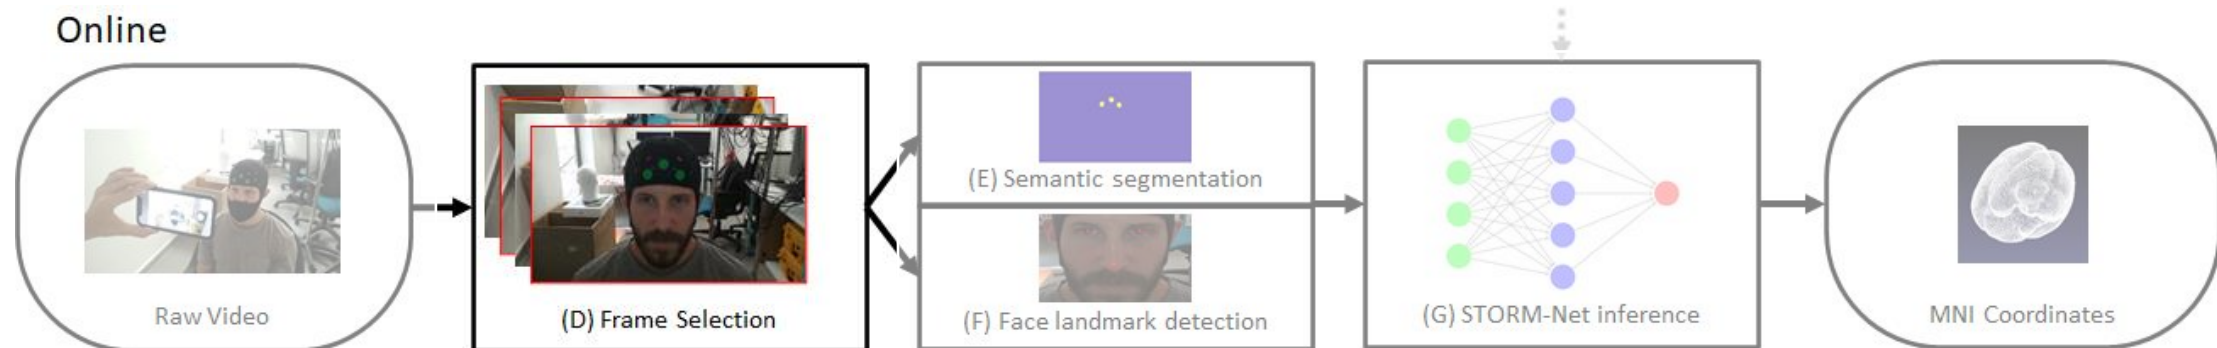 Online
Raw Video
(D) Frame Selection
(E) Semantic segmentation
(F) Face landmark detection
(G) STORM-Net inference
MNI Coordinates